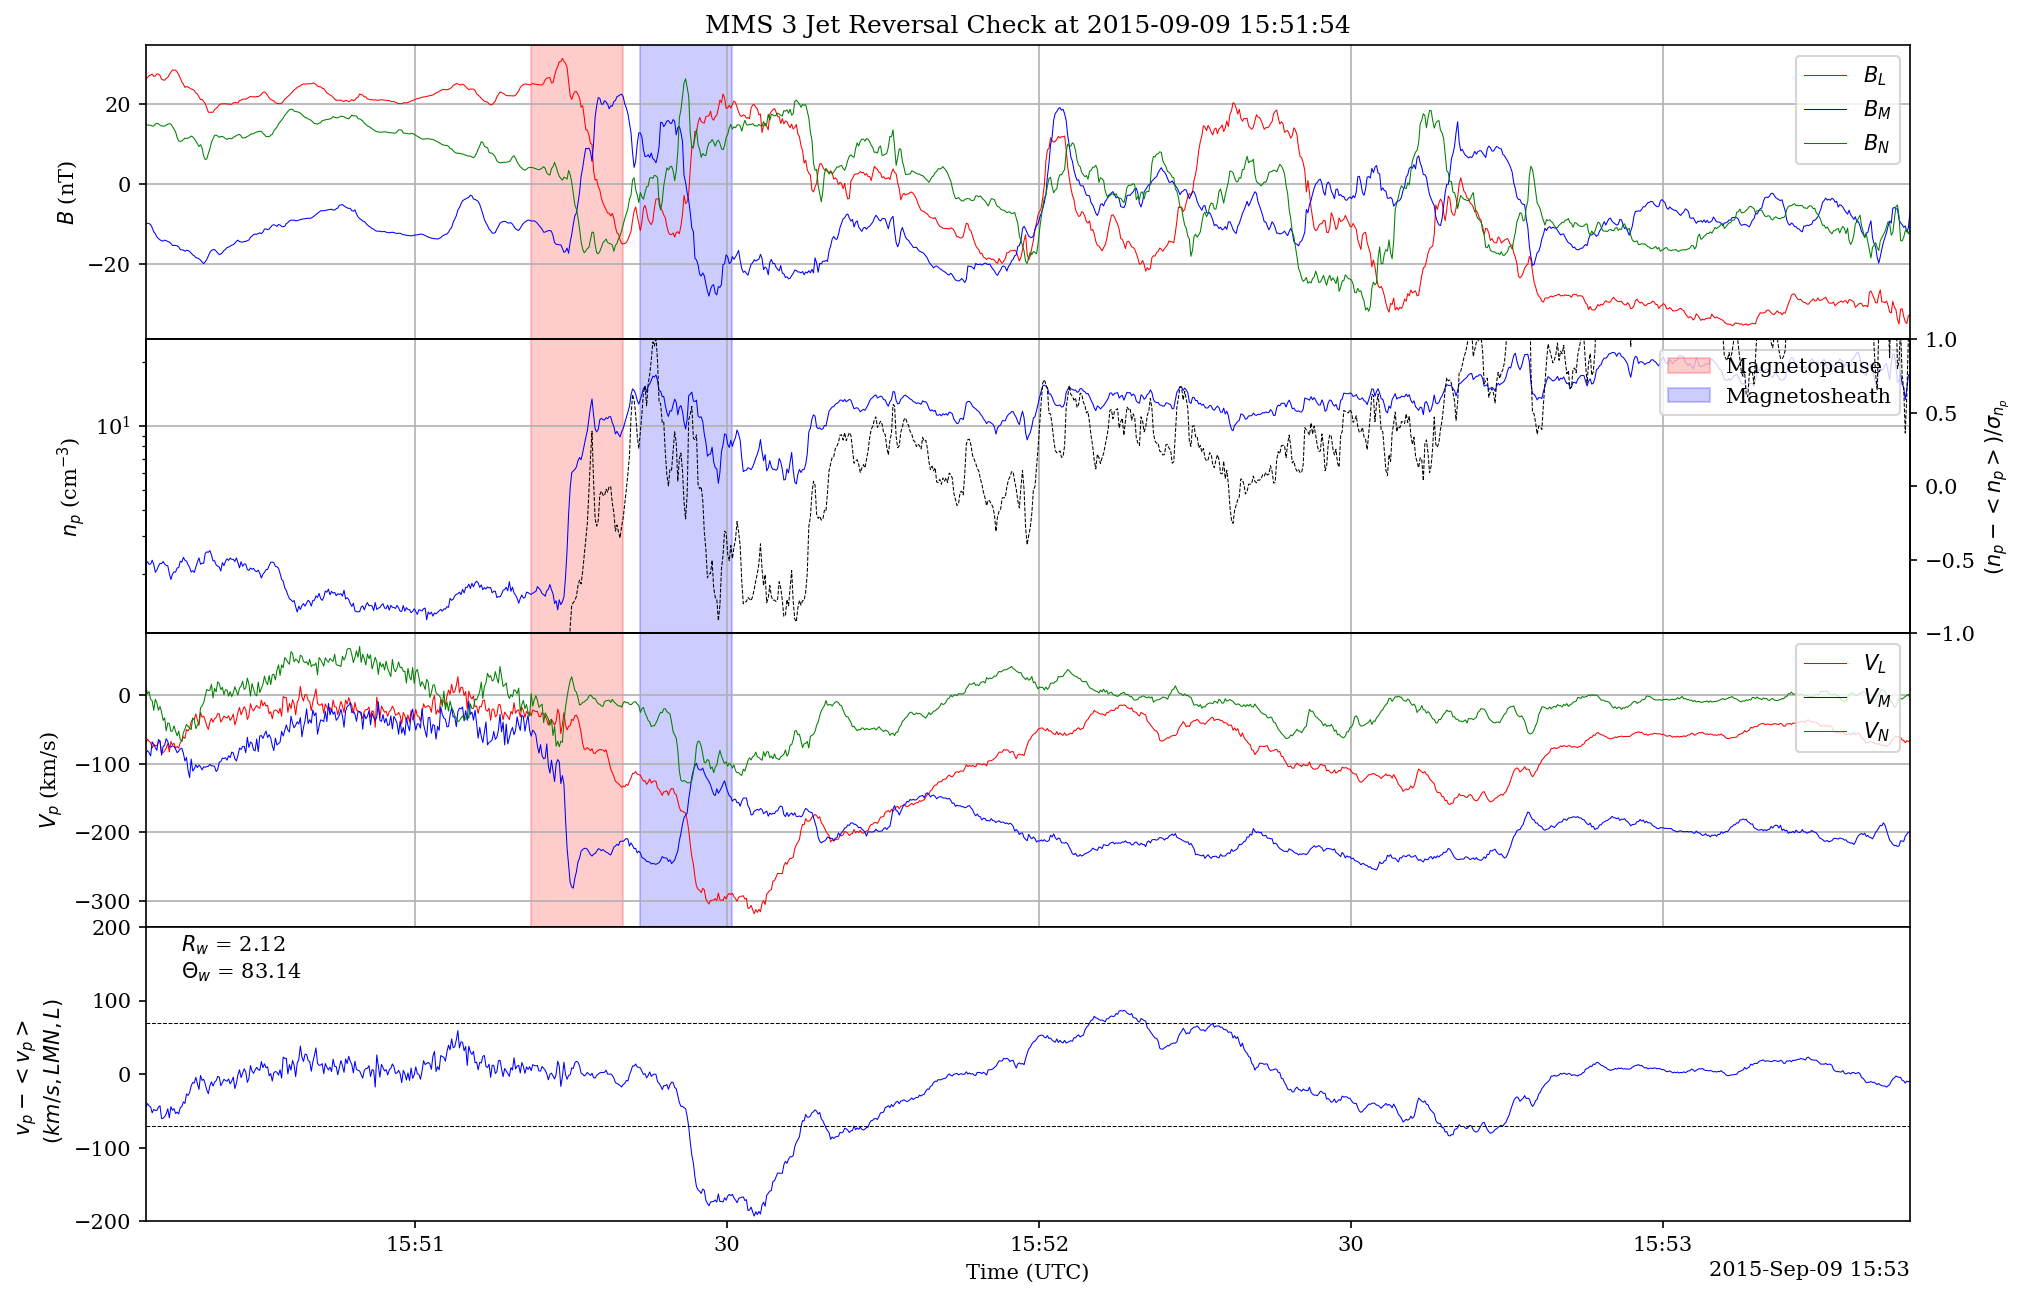 MMS 3 Jet Reversal Check at 2015-09-09 15:51:54
B (nT)
20
0
−20
B_L
B_M
B_N
n_p (cm^{−3})
10^1
Magnetopause
Magnetosheath
1.0
0.5
0.0
−0.5
−1.0
(n_p − < n_p >)/σ_{n_p}
V_p (km/s)
0
−100
−200
−300
V_L
V_M
V_N
v_p − < v_p >
(km/s, LMN, L)
200
100
0
−100
−200
R_w = 2.12
Θ_w = 83.14
15:51
30
15:52
30
15:53
Time (UTC)
2015-Sep-09 15:53